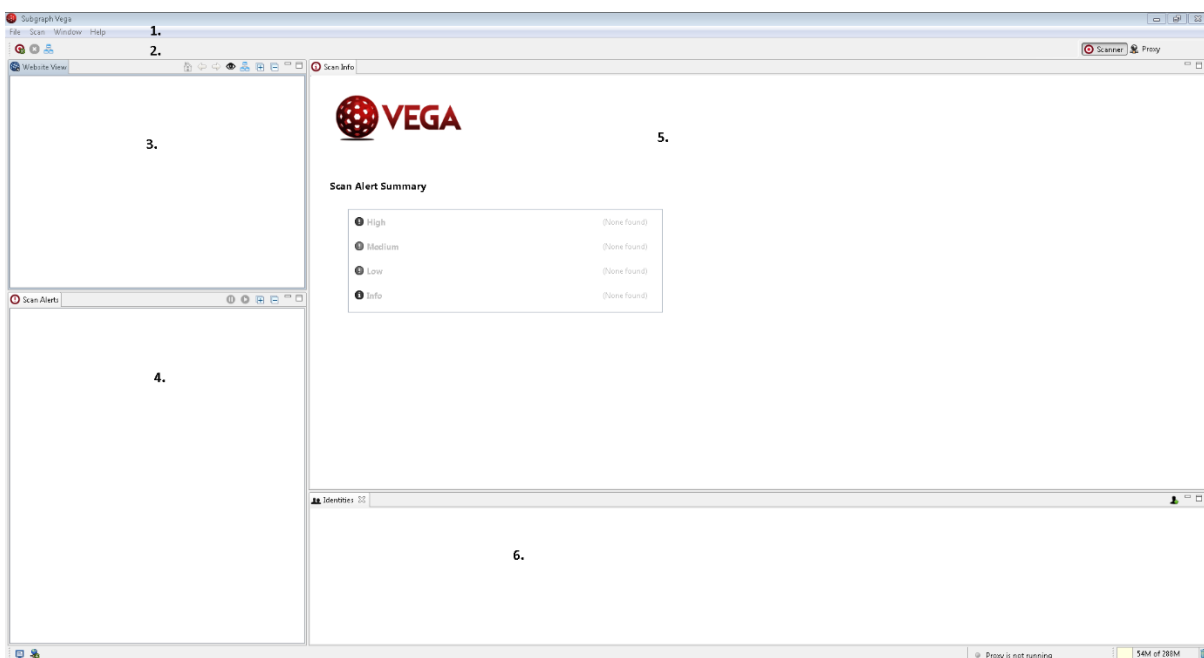 Subgraph Vega
File Scan Window Help 1.
2.
Scanner Proxy
Website View
Scan Info
VEGA
3.
5.
Scan Alert Summary
High (None found)
Medium (None found)
Low (None found)
Info (None found)
Scan Alerts
4.
Identities
6.
Proxy is not running 54M of 288M